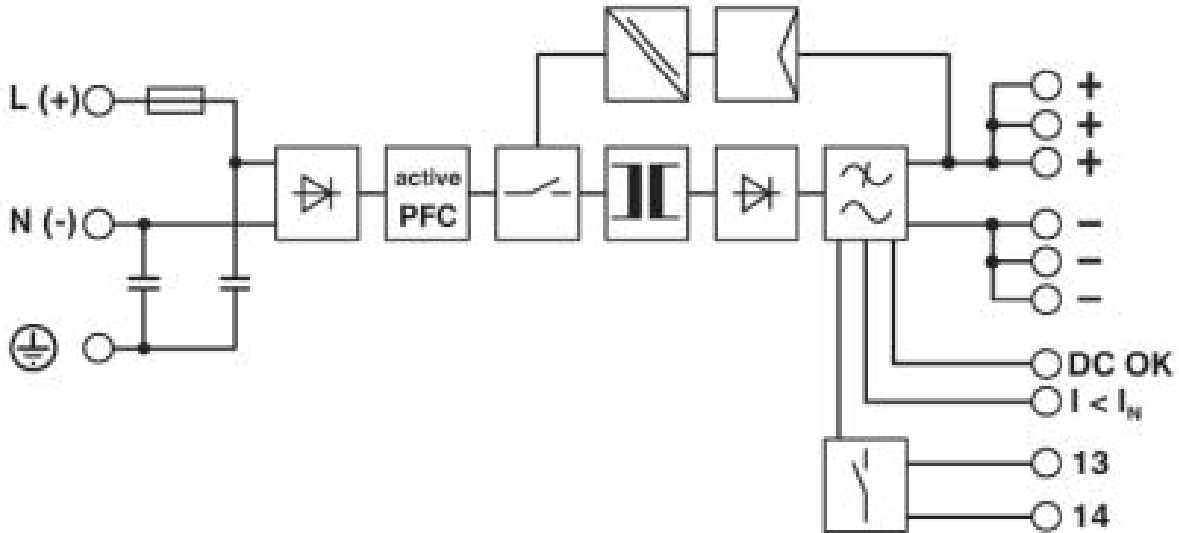 L (+)
N (-)
active
PFC
+
+
+
−
−
−
DC OK
I < I_N
13
14